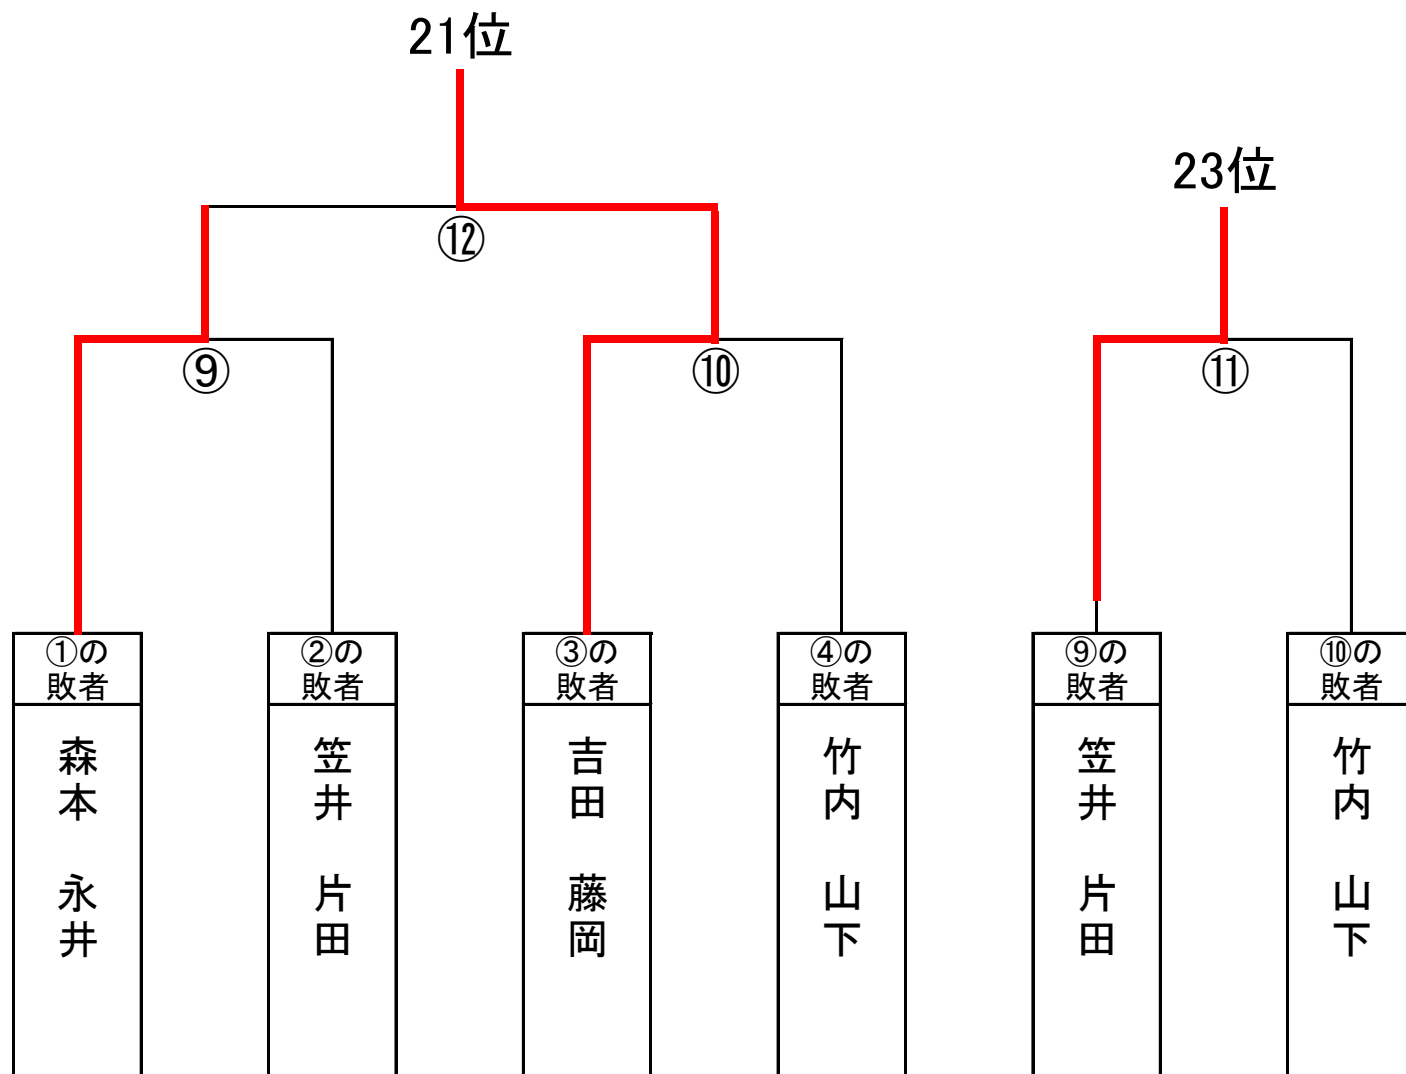 21位
23位
⑫
⑨
⑩
⑪
①の
敗者
②の
敗者
③の
敗者
④の
敗者
⑨の
敗者
⑩の
敗者
森本 永井
笠井 片田
吉田 藤岡
竹内 山下
笠井 片田
竹内 山下